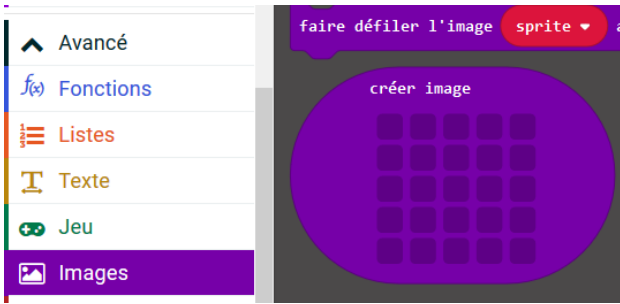 Avancé
Fonctions
Listes
Texte
Jeu
Images
faire défiler l'image sprite
créer image